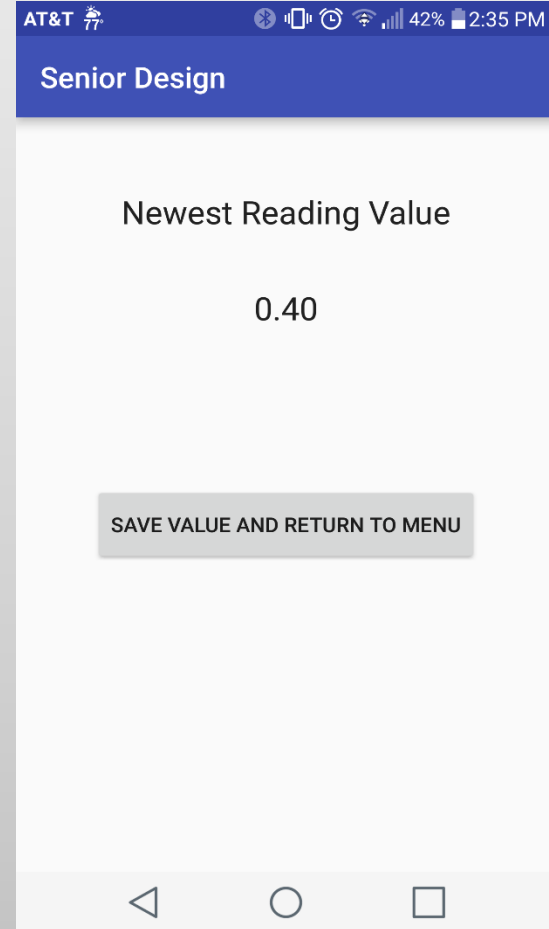 AT&T 77° 42% 2:35 PM
Senior Design
Newest Reading Value
0.40
SAVE VALUE AND RETURN TO MENU